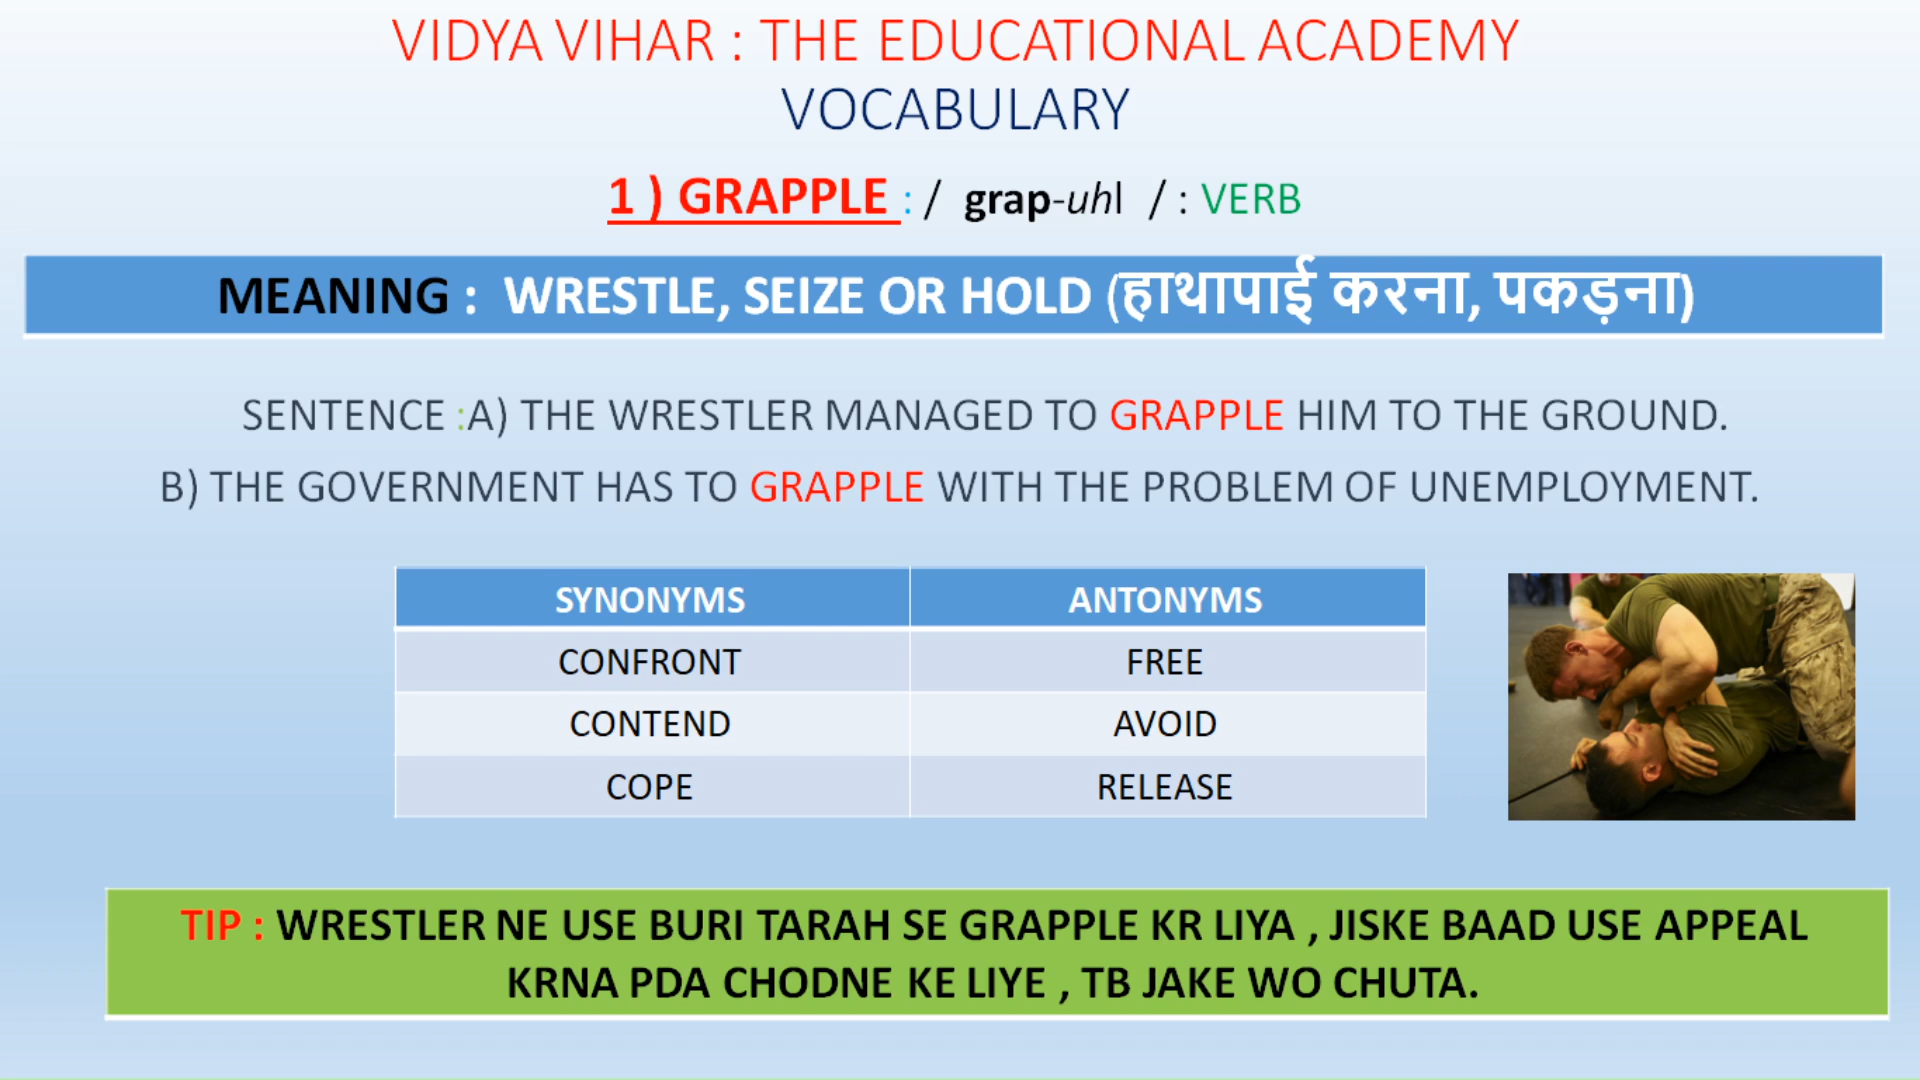 VIDYA VIHAR : THE EDUCATIONAL ACADEMY
VOCABULARY
1 ) GRAPPLE : / grap-uhl / : VERB
MEANING : WRESTLE, SEIZE OR HOLD (हाथापाई करना, पकड़ना)
SENTENCE :A) THE WRESTLER MANAGED TO GRAPPLE HIM TO THE GROUND.
B) THE GOVERNMENT HAS TO GRAPPLE WITH THE PROBLEM OF UNEMPLOYMENT.
SYNONYMS ANTONYMS
CONFRONT FREE
CONTEND AVOID
COPE RELEASE
TIP : WRESTLER NE USE BURI TARAH SE GRAPPLE KR LIYA , JISKE BAAD USE APPEAL
KRNA PDA CHODNE KE LIYE , TB JAKE WO CHUTA.